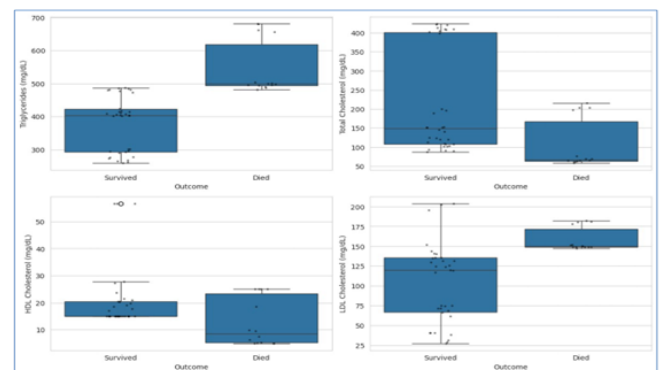 700
600
500
400
300
Triglycerides (mg/dL)
Survived
Died
Outcome
400
350
300
250
200
150
100
50
Total Cholesterol (mg/dL)
Survived
Died
Outcome
50
40
30
20
10
HDL Cholesterol (mg/dL)
Survived
Died
Outcome
200
175
150
125
100
75
50
25
LDL Cholesterol (mg/dL)
Survived
Died
Outcome